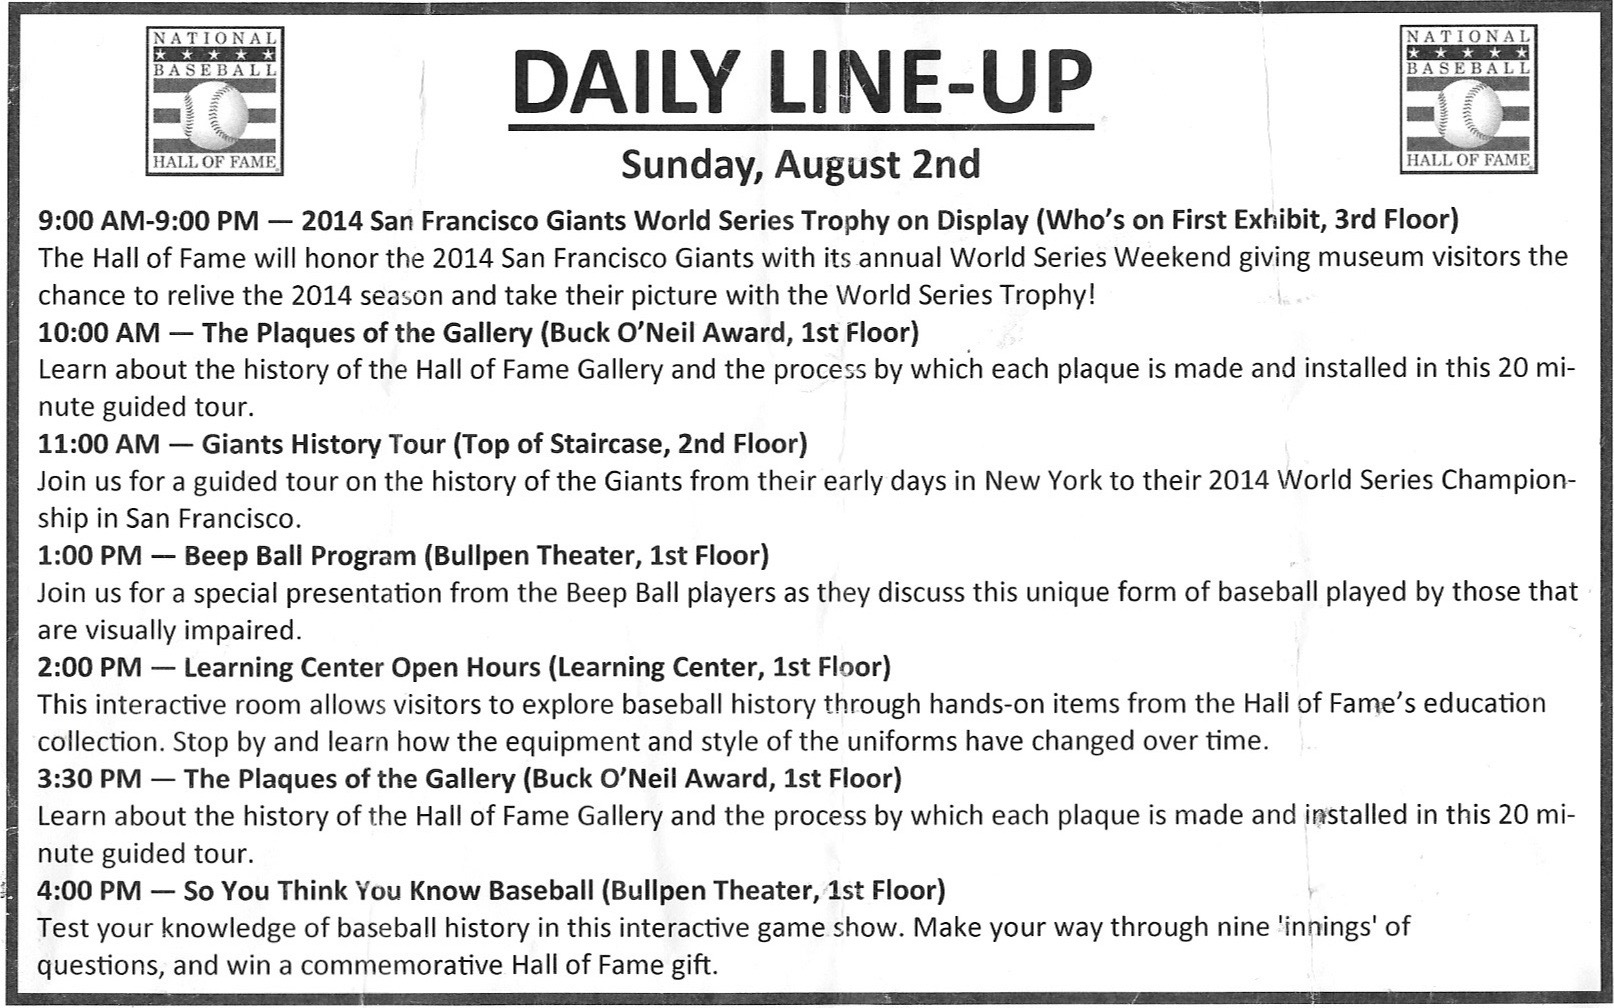 NATIONAL
BASEBALL
HALL OF FAME
NATIONAL
BASEBALL
HALL OF FAME
DAILY LINE-UP
Sunday, August 2nd
9:00 AM-9:00 PM — 2014 San Francisco Giants World Series Trophy on Display (Who's on First Exhibit, 3rd Floor)
The Hall of Fame will honor the 2014 San Francisco Giants with its annual World Series Weekend giving museum visitors the
chance to relive the 2014 season and take their picture with the World Series Trophy!
10:00 AM — The Plaques of the Gallery (Buck O'Neil Award, 1st Floor)
Learn about the history of the Hall of Fame Gallery and the process by which each plaque is made and installed in this 20 mi-
nute guided tour.
11:00 AM — Giants History Tour (Top of Staircase, 2nd Floor)
Join us for a guided tour on the history of the Giants from their early days in New York to their 2014 World Series Champion-
ship in San Francisco.
1:00 PM — Beep Ball Program (Bullpen Theater, 1st Floor)
Join us for a special presentation from the Beep Ball players as they discuss this unique form of baseball played by those that
are visually impaired.
2:00 PM — Learning Center Open Hours (Learning Center, 1st Floor)
This interactive room allows visitors to explore baseball history through hands-on items from the Hall of Fame's education
collection. Stop by and learn how the equipment and style of the uniforms have changed over time.
3:30 PM — The Plaques of the Gallery (Buck O'Neil Award, 1st Floor)
Learn about the history of the Hall of Fame Gallery and the process by which each plaque is made and installed in this 20 mi-
nute guided tour.
4:00 PM — So You Think You Know Baseball (Bullpen Theater, 1st Floor)
Test your knowledge of baseball history in this interactive game show. Make your way through nine 'innings' of
questions, and win a commemorative Hall of Fame gift.